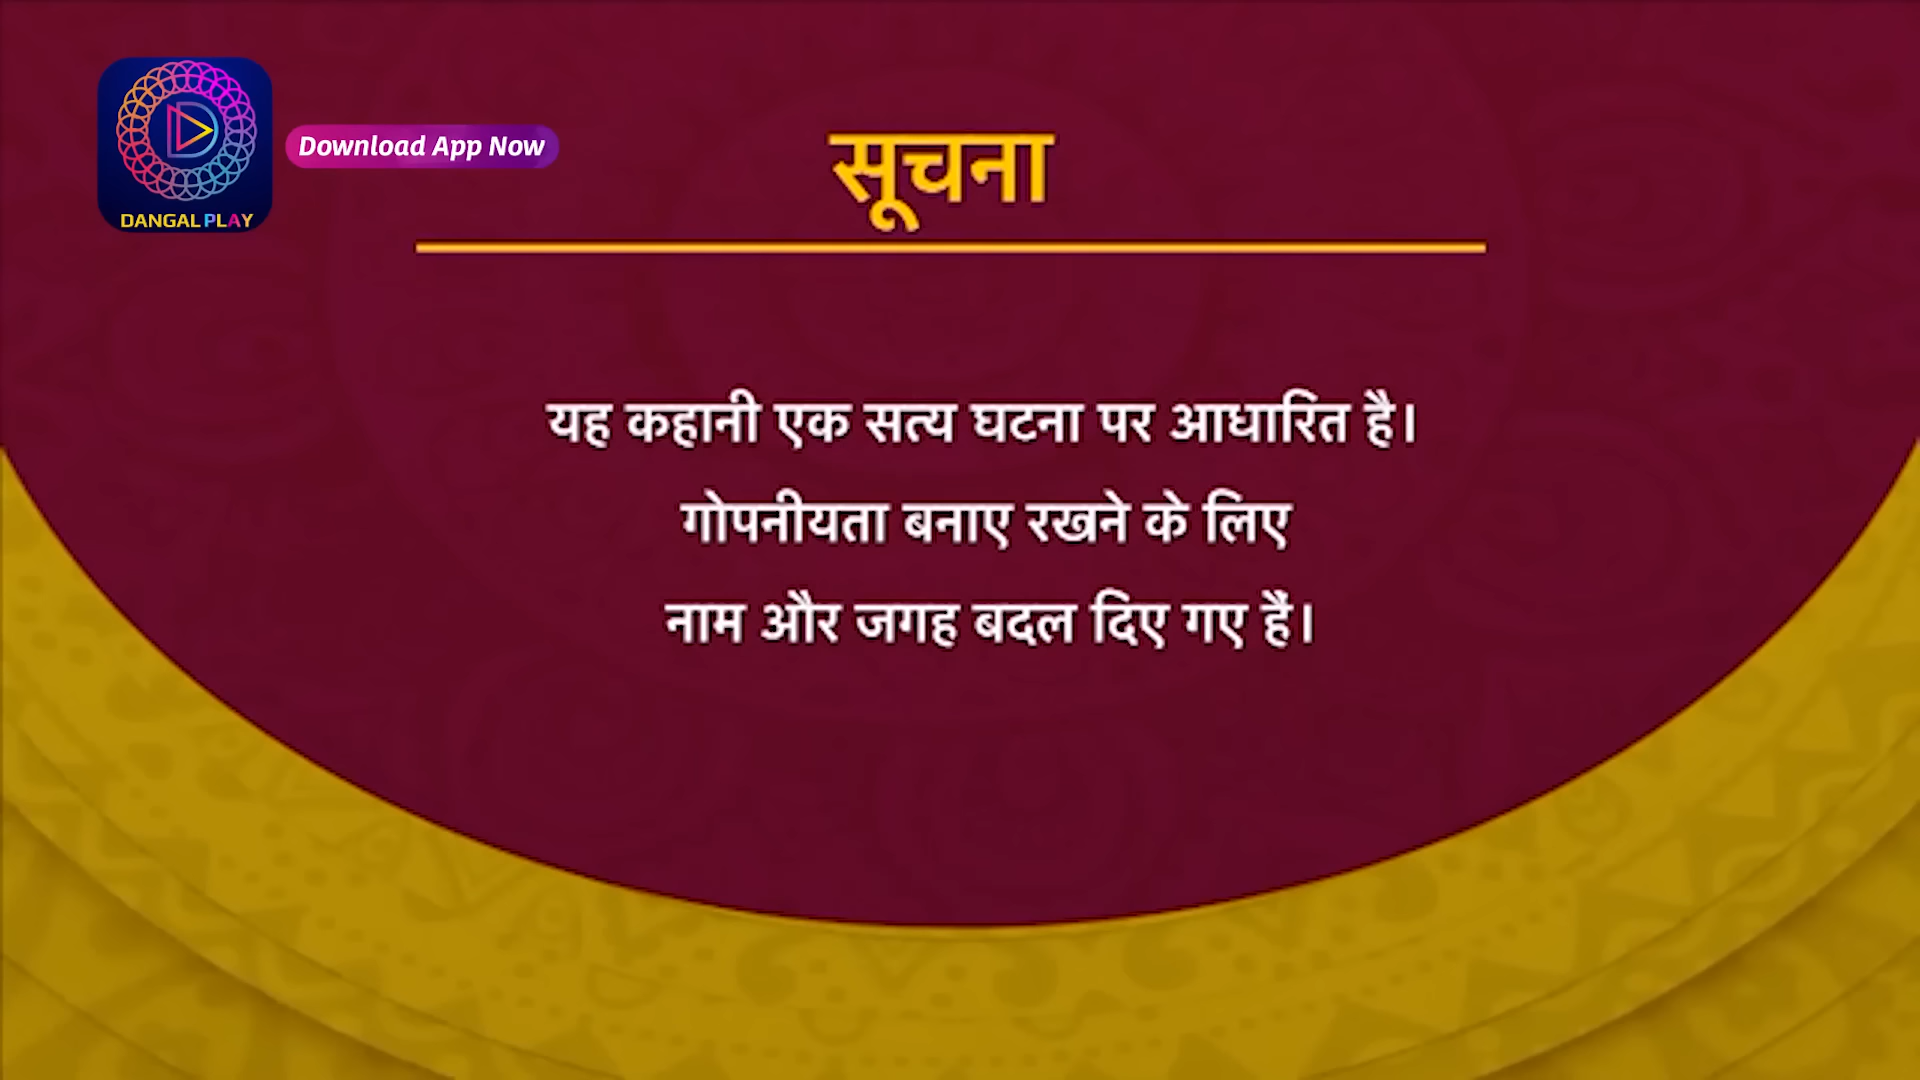 DANGAL PLAY
Download App Now
सूचना
यह कहानी एक सत्य घटना पर आधारित है।
गोपनीयता बनाए रखने के लिए
नाम और जगह बदल दिए गए हैं।